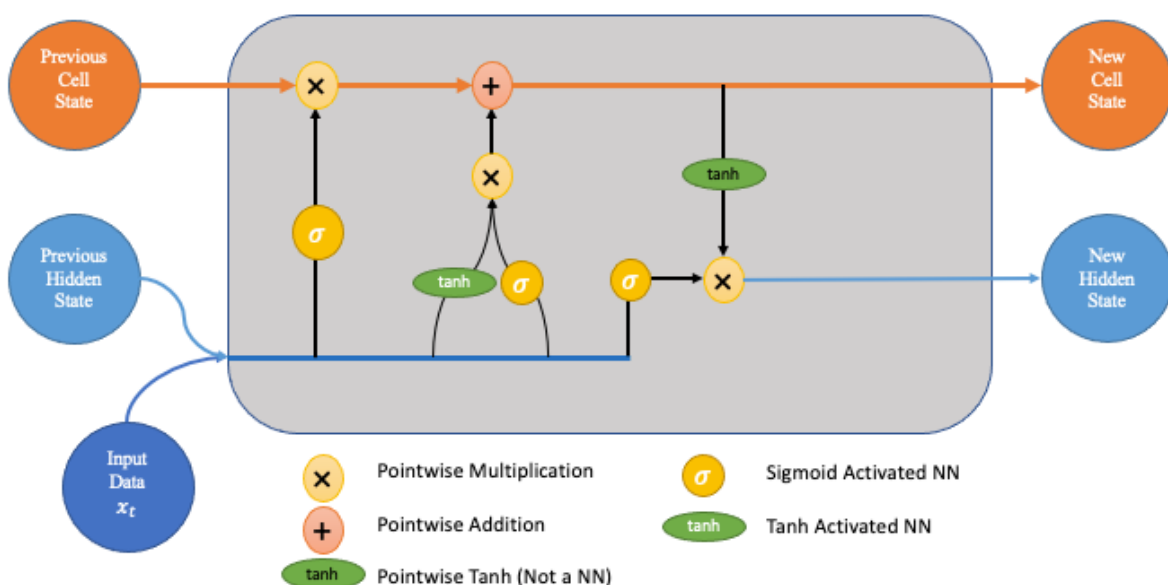 Previous
Cell
State
New
Cell
State
×
+
×
tanh
σ
Previous
Hidden
State
tanh
σ
σ
×
New
Hidden
State
Input
Data
x_t
× Pointwise Multiplication
σ Sigmoid Activated NN
+ Pointwise Addition
tanh Tanh Activated NN
tanh Pointwise Tanh (Not a NN)